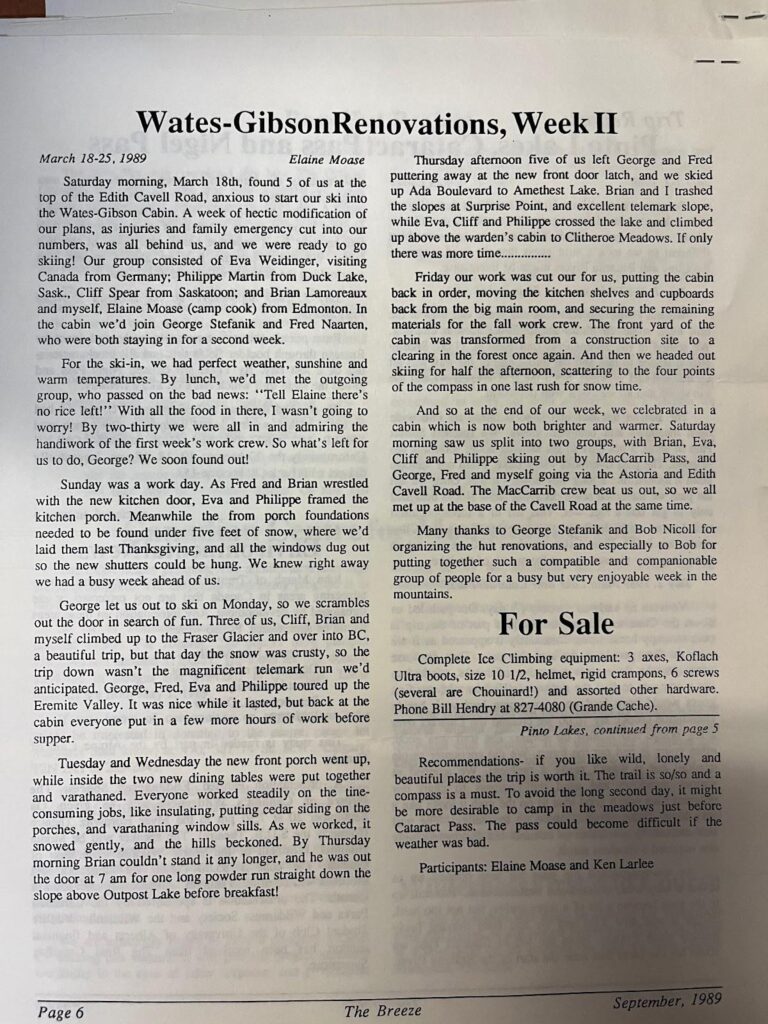 Wates-Gibson Renovations, Week II
March 18-25, 1989 Elaine Moase
Saturday morning, March 18th, found 5 of us at the
top of the Edith Cavell Road, anxious to start our ski into
the Wates-Gibson Cabin. A week of hectic modification of
our plans, as injuries and family emergency cut into our
numbers, was all behind us, and we were ready to go
skiing! Our group consisted of Eva Weidinger, visiting
Canada from Germany; Philippe Martin from Duck Lake,
Sask., Cliff Spear from Saskatoon; and Brian Lamoreaux
and myself, Elaine Moase (camp cook) from Edmonton. In
the cabin we'd join George Stefanik and Fred Naarten,
who were both staying in for a second week.
For the ski-in, we had perfect weather, sunshine and
warm temperatures. By lunch, we'd met the outgoing
group, who passed on the bad news: "Tell Elaine there's
no rice left!" With all the food in there, I wasn't going to
worry! By two-thirty we were all in and admiring the
handiwork of the first week's work crew. So what's left for
us to do, George? We soon found out!
Sunday was a work day. As Fred and Brian wrestled
with the new kitchen door, Eva and Philippe framed the
kitchen porch. Meanwhile the from porch foundations
needed to be found under five feet of snow, where we'd
laid them last Thanksgiving, and all the windows dug out
so the new shutters could be hung. We knew right away
we had a busy week ahead of us.
George let us out to ski on Monday, so we scrambles
out the door in search of fun. Three of us, Cliff, Brian and
myself climbed up to the Fraser Glacier and over into BC,
a beautiful trip, but that day the snow was crusty, so the
trip down wasn't the magnificent telemark run we'd
anticipated. George, Fred, Eva and Philippe toured up the
Eremite Valley. It was nice while it lasted, but back at the
cabin everyone put in a few more hours of work before
supper.
Tuesday and Wednesday the new front porch went up,
while inside the two new dining tables were put together
and varathaned. Everyone worked steadily on the tine-
consuming jobs, like insulating, putting cedar siding on the
porches, and varathaning window sills. As we worked, it
snowed gently, and the hills beckoned. By Thursday
morning Brian couldn't stand it any longer, and he was out
the door at 7 am for one long powder run straight down the
slope above Outpost Lake before breakfast!
Thursday afternoon five of us left George and Fred
puttering away at the new front door latch, and we skied
up Ada Boulevard to Amethest Lake. Brian and I trashed
the slopes at Surprise Point, and excellent telemark slope,
while Eva, Cliff and Philippe crossed the lake and climbed
up above the warden's cabin to Clitheroe Meadows. If only
there was more time...............
Friday our work was cut our for us, putting the cabin
back in order, moving the kitchen shelves and cupboards
back from the big main room, and securing the remaining
materials for the fall work crew. The front yard of the
cabin was transformed from a construction site to a
clearing in the forest once again. And then we headed out
skiing for half the afternoon, scattering to the four points
of the compass in one last rush for snow time.
And so at the end of our week, we celebrated in a
cabin which is now both brighter and warmer. Saturday
morning saw us split into two groups, with Brian, Eva,
Cliff and Philippe skiing out by MacCarrib Pass, and
George, Fred and myself going via the Astoria and Edith
Cavell Road. The MacCarrib crew beat us out, so we all
met up at the base of the Cavell Road at the same time.
Many thanks to George Stefanik and Bob Nicoll for
organizing the hut renovations, and especially to Bob for
putting together such a compatible and companionable
group of people for a busy but very enjoyable week in the
mountains.
For Sale
Complete Ice Climbing equipment: 3 axes, Koflach
Ultra boots, size 10 1/2, helmet, rigid crampons, 6 screws
(several are Chouinard!) and assorted other hardware.
Phone Bill Hendry at 827-4080 (Grande Cache).
Pinto Lakes, continued from page 5
Recommendations- if you like wild, lonely and
beautiful places the trip is worth it. The trail is so/so and a
compass is a must. To avoid the long second day, it might
be more desirable to camp in the meadows just before
Cataract Pass. The pass could become difficult if the
weather was bad.
Participants: Elaine Moase and Ken Larlee
Page 6 The Breeze September, 1989